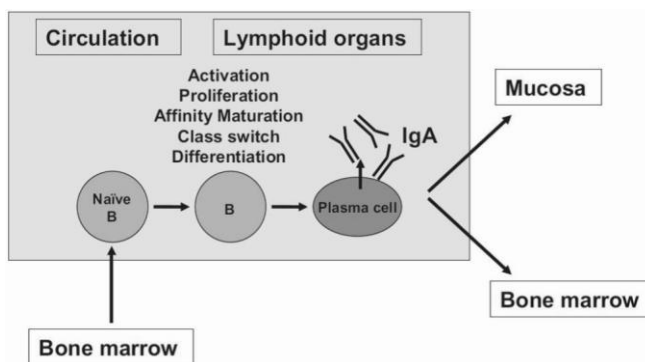 Circulation
Lymphoid organs
Activation
Proliferation
Affinity Maturation
Class switch
Differentiation
IgA
Mucosa
Naïve
B
B
Plasma cell
Bone marrow
Bone marrow